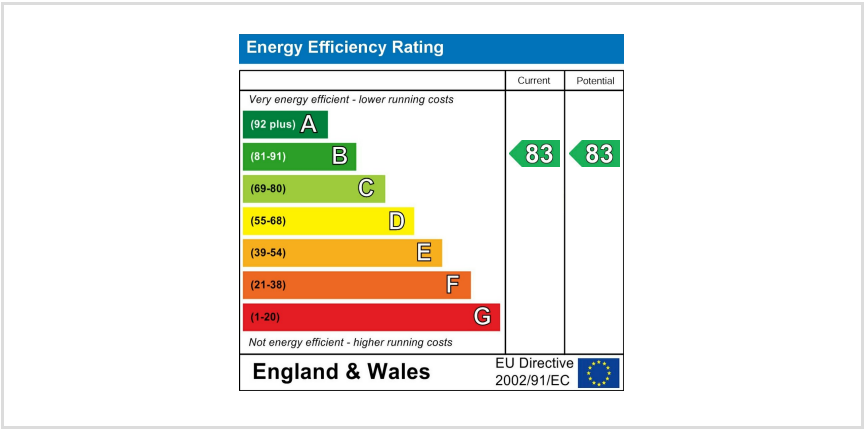 Energy Efficiency Rating
Current Potential
Very energy efficient - lower running costs
(92 plus) A
(81-91) B 83 83
(69-80) C
(55-68) D
(39-54) E
(21-38) F
(1-20) G
Not energy efficient - higher running costs
England & Wales
EU Directive
2002/91/EC